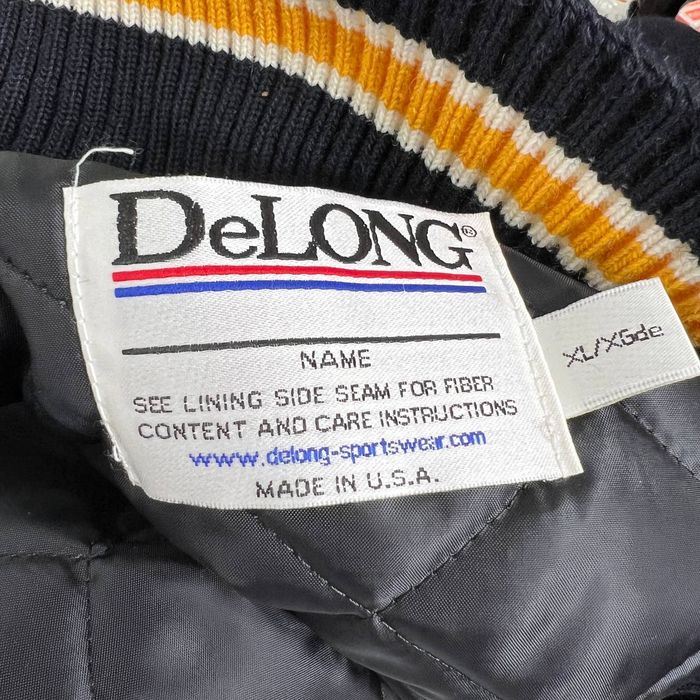 DeLONG®
NAME
SEE LINING SIDE SEAM FOR FIBER
CONTENT AND CARE INSTRUCTIONS
www.delong-sportswear.com
MADE IN U.S.A.
XL/XGde